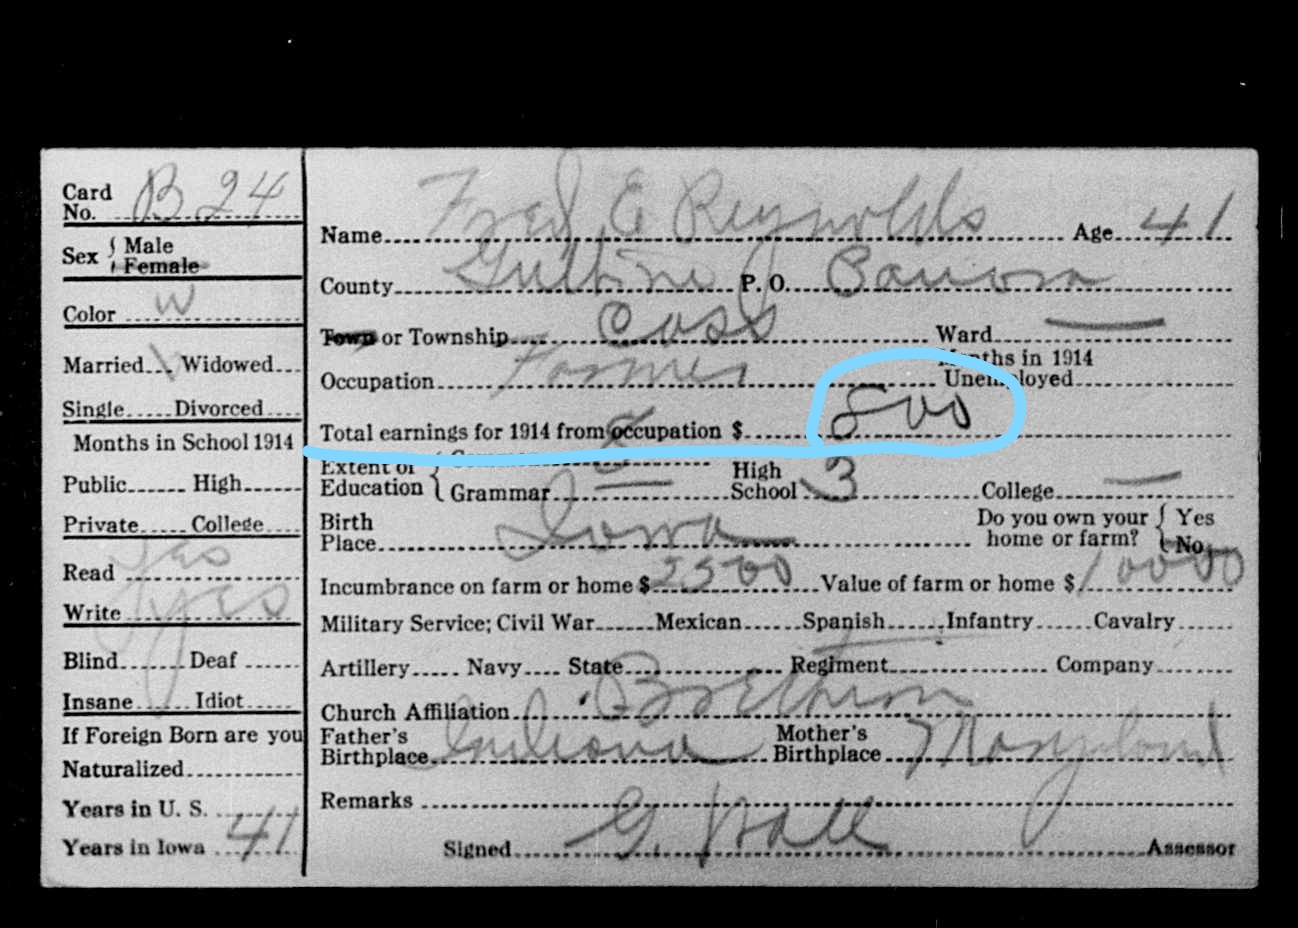 Card No. B 24
Sex { Male
Female
Color W
Married Widowed
Single Divorced
Months in School 1914
Public High
Private College
Read Yes
Write yes
Blind Deaf
Insane Idiot
If Foreign Born are you
Naturalized
Years in U. S.
Years in Iowa 41
Name Fred E Reynolds Age 41
County Guthrie P. O.
Town or Township Cass Ward —
Occupation Farmer Months in 1914 Unemployed
Total earnings for 1914 from occupation $ 800
Extent of Education { Common 8
Grammar — High School 3 College —
Birth Place Iowa Do you own your home or farm? { Yes
No
Incumbrance on farm or home $ 2500 Value of farm or home $ 10000
Military Service; Civil War Mexican Spanish Infantry Cavalry
Artillery Navy State Regiment Company
Church Affiliation
Father's Birthplace Indiana Mother's Birthplace Maryland
Remarks
Signed G. Hall Assessor